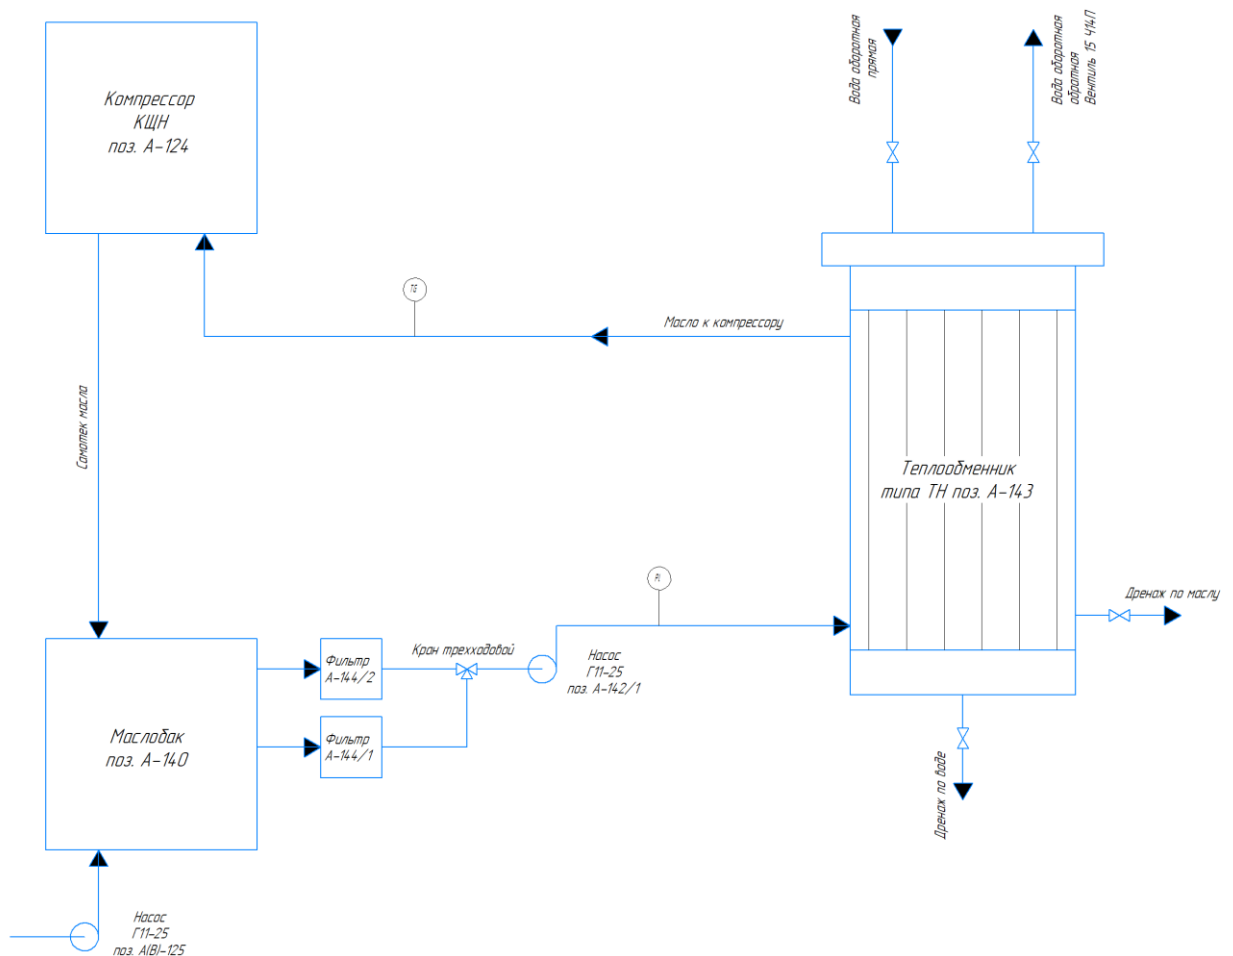 Компрессор
КЩН
поз. А-124
Вода оборотная
прямая
Вода оборотная
обратная
Вентиль 15 Ч14П
TE
Масло к компрессору
Самотек масла
Теплообменник
типа ТН поз. А-143
PI
Дренаж по маслу
Дренаж по воде
Кран трехходовой
Насос
Г11-25
поз. А-142/1
Фильтр
А-144/2
Фильтр
А-144/1
Маслобак
поз. А-140
Насос
Г11-25
поз. А(В)-125